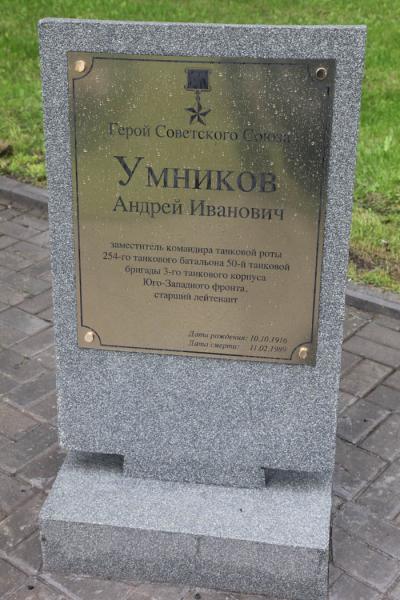 Герой Советского Союза
Умников
Андрей Иванович
заместитель командира танковой роты
254-го танкового батальона 50-й танковой
бригады 3-го танкового корпуса
Юго-Западного фронта,
старший лейтенант
Дата рождения: 10.10.1916
Дата смерти: 11.02.1989